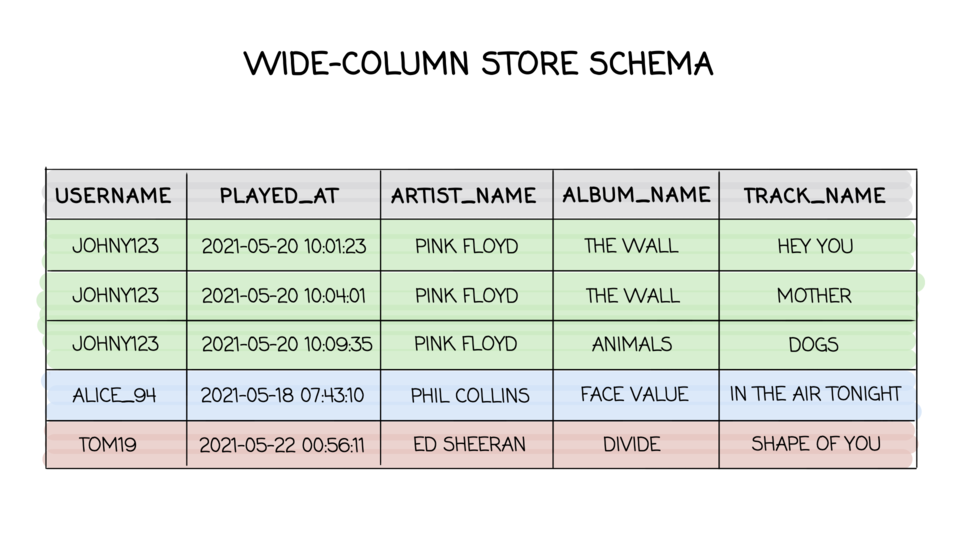 WIDE-COLUMN STORE SCHEMA
USERNAME PLAYED_AT ARTIST_NAME ALBUM_NAME TRACK_NAME
JOHNY123 2021-05-20 10:01:23 PINK FLOYD THE WALL HEY YOU
JOHNY123 2021-05-20 10:04:01 PINK FLOYD THE WALL MOTHER
JOHNY123 2021-05-20 10:09:35 PINK FLOYD ANIMALS DOGS
ALICE_94 2021-05-18 07:43:10 PHIL COLLINS FACE VALUE IN THE AIR TONIGHT
TOM19 2021-05-22 00:56:11 ED SHEERAN DIVIDE SHAPE OF YOU